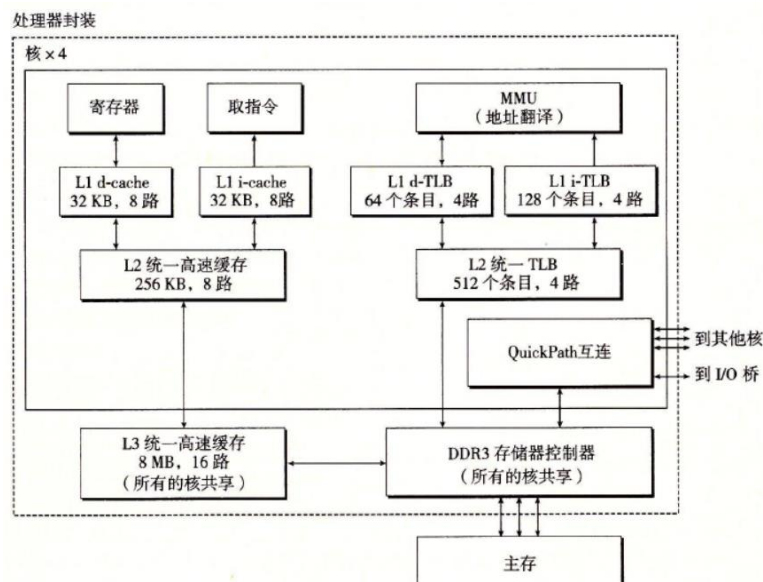 处理器封装
核×4
寄存器
取指令
MMU
（地址翻译）
L1 d-cache
32 KB，8 路
L1 i-cache
32 KB，8路
L1 d-TLB
64 个条目，4路
L1 i-TLB
128 个条目，4 路
L2 统一高速缓存
256 KB，8 路
L2 统一 TLB
512 个条目，4 路
QuickPath互连
到其他核
到 I/O 桥
L3 统一高速缓存
8 MB，16 路
（所有的核共享）
DDR3 存储器控制器
（所有的核共享）
主存